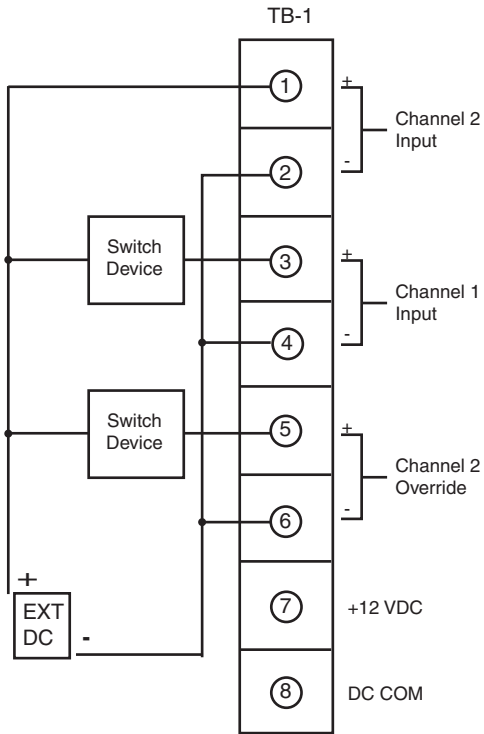 TB-1
1
+
Channel 2
Input
2
-
Switch
Device
3
+
Channel 1
Input
4
-
Switch
Device
5
+
Channel 2
Override
6
-
+
EXT
DC
-
7
+12 VDC
8
DC COM